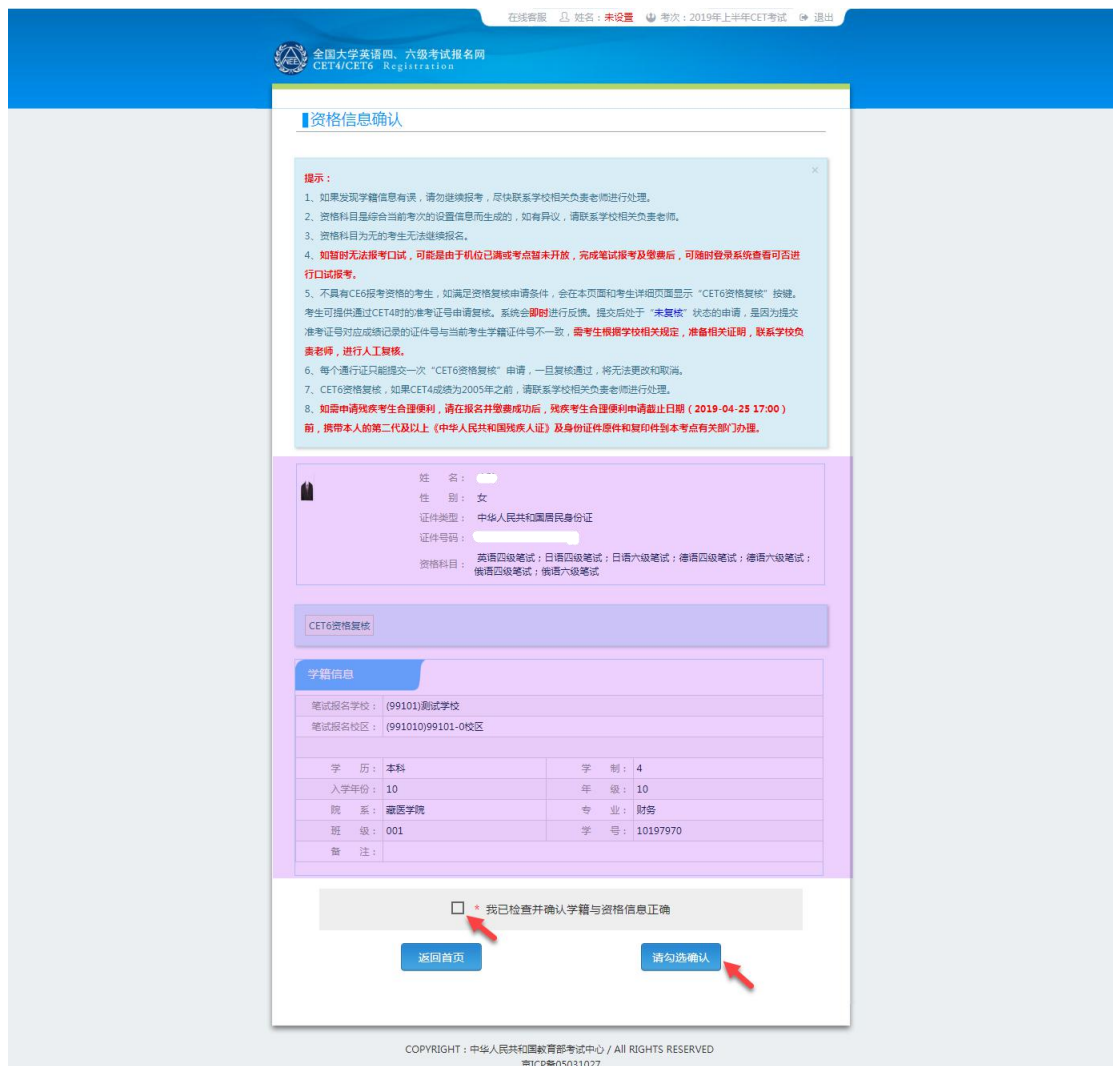 在线客服 姓名：未设置 考次：2019年上半年CET考试 退出
全国大学英语四、六级考试报名网
CET4/CET6 Registration
资格信息确认
提示：
1、如果发现学籍信息有误，请勿继续报考，尽快联系学校相关负责老师进行处理。
2、资格科目是综合当前考次的设置信息而生成的，如有异议，请联系学校相关负责老师。
3、资格科目为无的考生无法继续报名。
4、如暂时无法报考口试，可能是由于机位已满或考点暂未开放，完成笔试报考及缴费后，可随时登录系统查看可否进
行口试报考。
5、不具有CE6报考资格的考生，如满足资格复核申请条件，会在本页面和考生详细页面显示“CET6资格复核”按键。
考生可提供通过CET4时的准考证号申请复核。系统会即时进行反馈。提交后处于“未复核”状态的申请，是因为提交
准考证号对应成绩记录的证件号与当前考生学籍证件号不一致，需考生根据学校相关规定，准备相关证明，联系学校负
责老师，进行人工复核。
6、每个通行证只能提交一次“CET6资格复核”申请，一旦复核通过，将无法更改和取消。
7、CET6资格复核，如果CET4成绩为2005年之前，请联系学校相关负责老师进行处理。
8、如需申请残疾考生合理便利，请在报名并缴费成功后，残疾考生合理便利申请截止日期（2019-04-25 17:00）
前，携带本人的第二代及以上《中华人民共和国残疾人证》及身份证件原件和复印件到本考点有关部门办理。
姓 名：
性 别： 女
证件类型： 中华人民共和国居民身份证
证件号码：
资格科目： 英语四级笔试；日语四级笔试；日语六级笔试；德语四级笔试；德语六级笔试；
俄语四级笔试；俄语六级笔试
CET6资格复核
学籍信息
笔试报名学校： (99101)测试学校
笔试报名校区： (991010)99101-0校区
学 历： 本科 学 制： 4
入学年份： 10 年 级： 10
院 系： 藏医学院 专 业： 财务
班 级： 001 学 号： 10197970
备 注：
* 我已检查并确认学籍与资格信息正确
返回首页 请勾选确认
COPYRIGHT：中华人民共和国教育部考试中心 / All RIGHTS RESERVED
京ICP备05031027